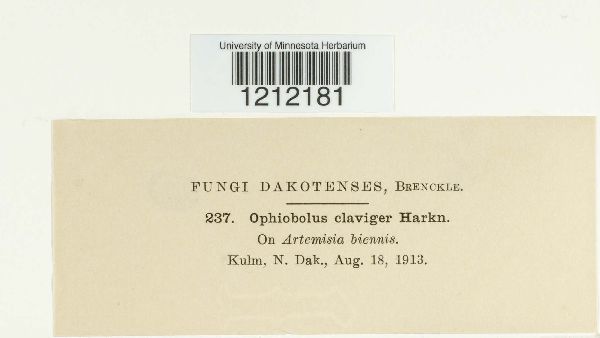 University of Minnesota Herbarium
1212181
FUNGI DAKOTENSES, BRENCKLE.
237. Ophiobolus claviger Harkn.
On Artemisia biennis.
Kulm, N. Dak., Aug. 18, 1913.